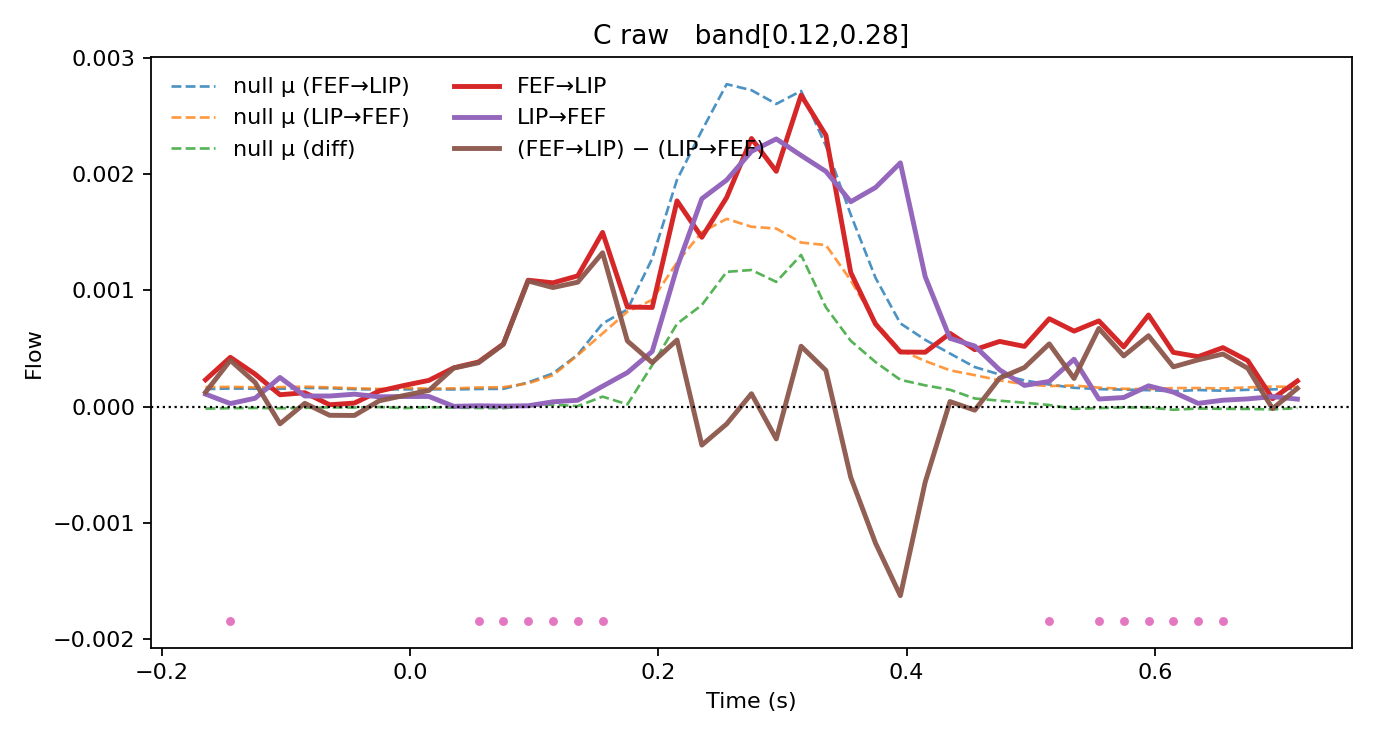 C raw   band[0.12,0.28]
null μ (FEF→LIP)
null μ (LIP→FEF)
null μ (diff)
FEF→LIP
LIP→FEF
(FEF→LIP) − (LIP→FEF)
Flow
0.003
0.002
0.001
0.000
−0.001
−0.002
−0.2
0.0
0.2
0.4
0.6
Time (s)